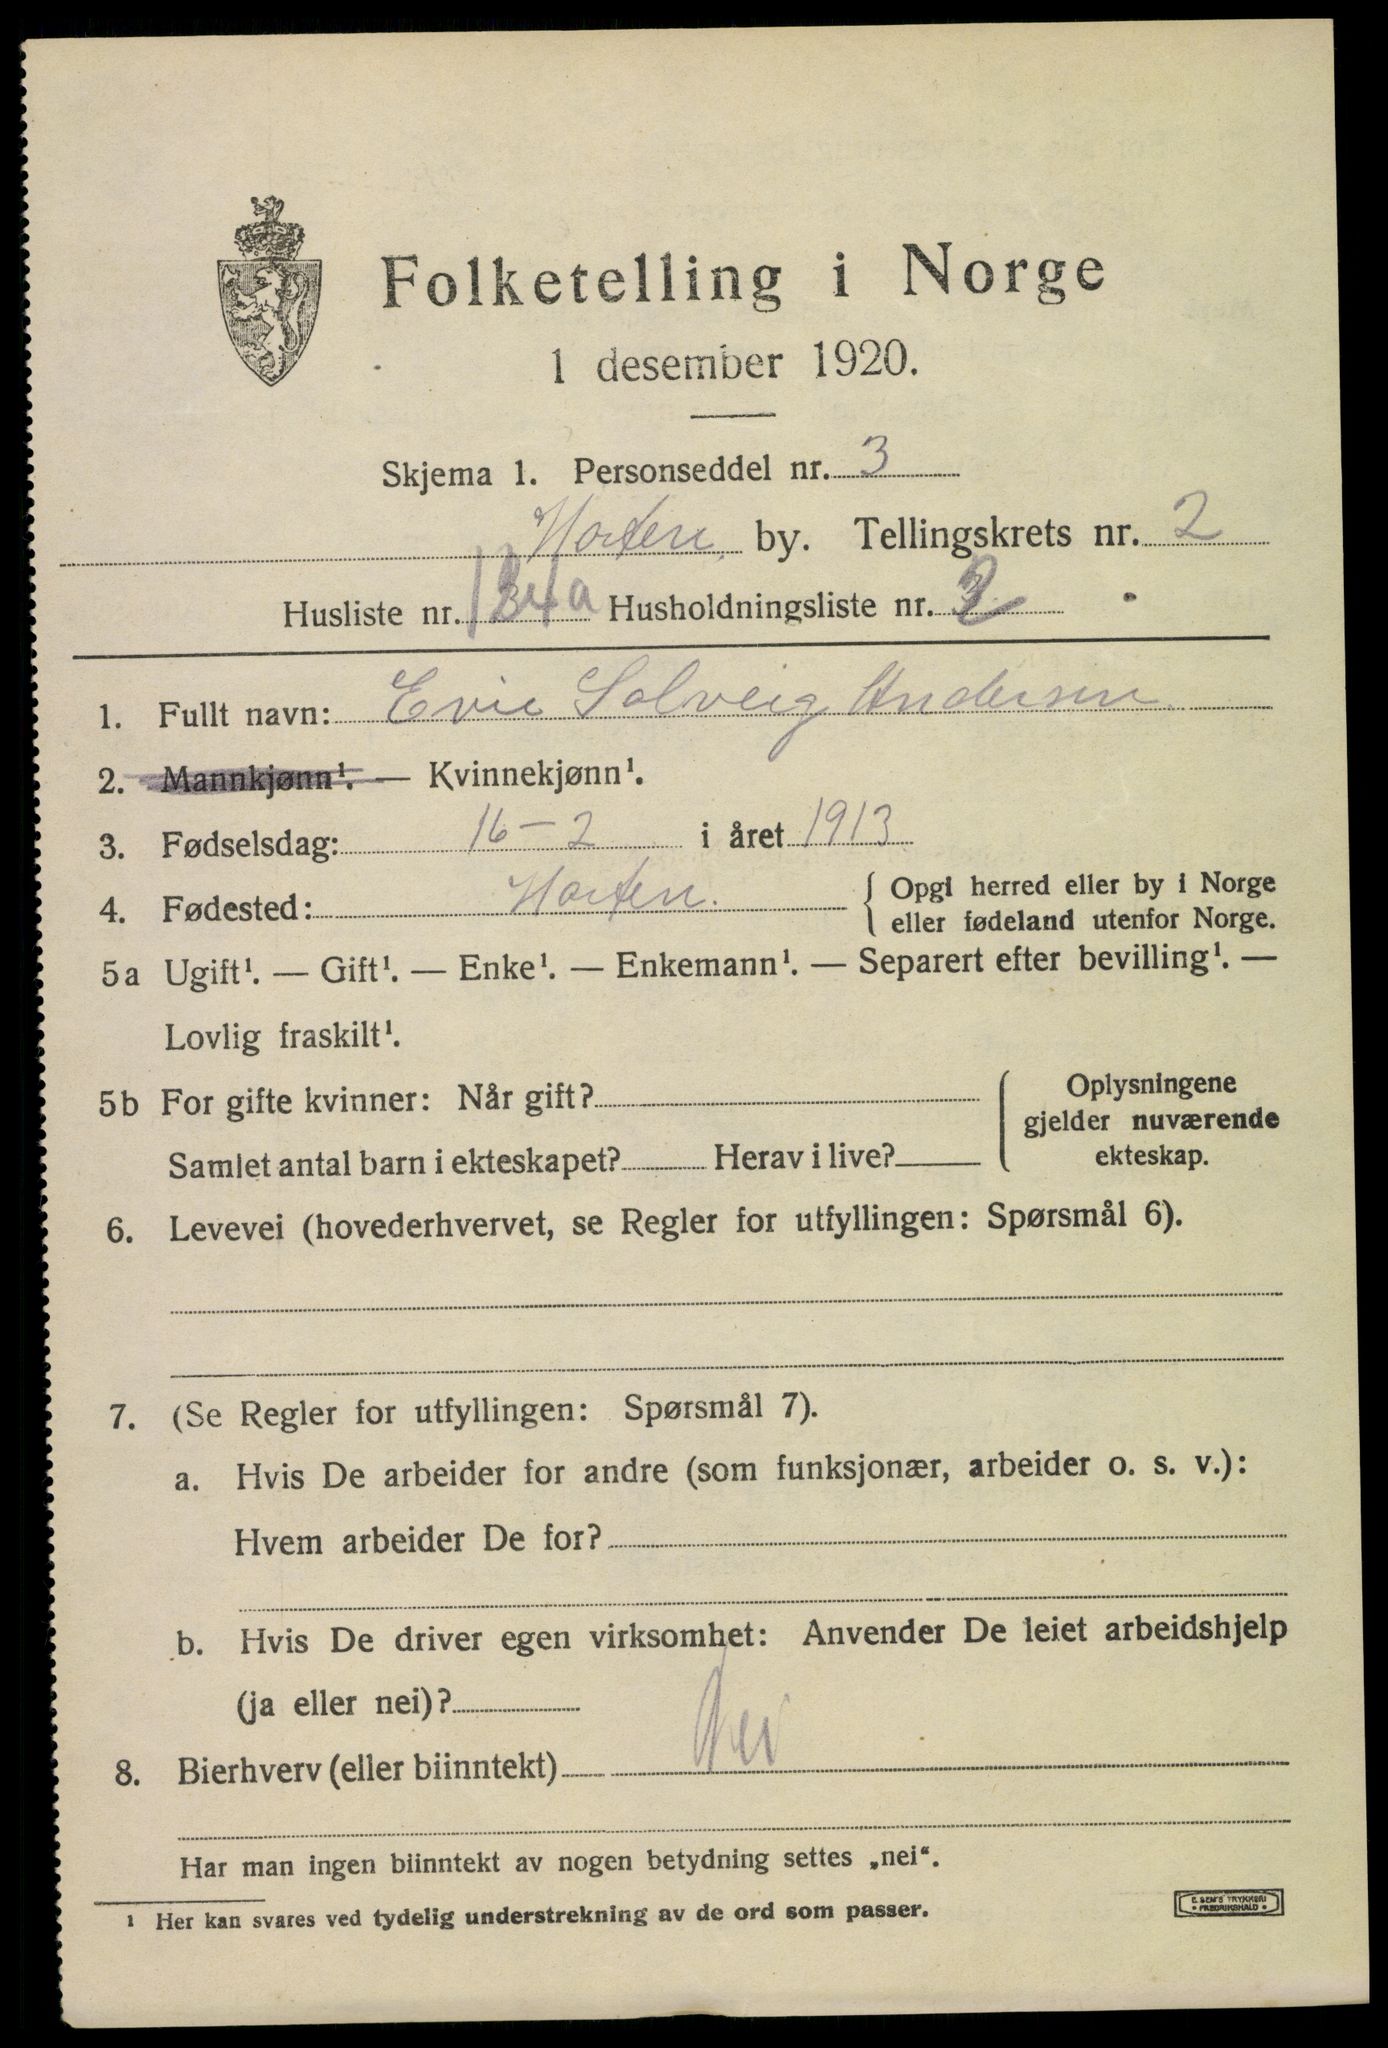 Folketelling i Norge
1 desember 1920.
Skjema 1. Personseddel nr. 3
Horten by. Tellingskrets nr. 2
Husliste nr. 134a Husholdningsliste nr. 2
1. Fullt navn: Evie Solveig Andersen.
2. Mannkjønn¹. — Kvinnekjønn¹.
3. Fødselsdag: 16-2 i året 1913
4. Fødested: Horten. { Opgi herred eller by i Norge
eller fødeland utenfor Norge.
5a Ugift¹. — Gift¹. — Enke¹. — Enkemann¹. — Separert efter bevilling¹. —
Lovlig fraskilt¹.
5b For gifte kvinner: Når gift?
Oplysningene
gjelder nuværende
ekteskap.
Samlet antal barn i ekteskapet? Herav i live?
6. Levevei (hovederhvervet, se Regler for utfyllingen: Spørsmål 6).
7. (Se Regler for utfyllingen: Spørsmål 7).
a. Hvis De arbeider for andre (som funksjonær, arbeider o. s. v.):
Hvem arbeider De for?
b. Hvis De driver egen virksomhet: Anvender De leiet arbeidshjelp
(ja eller nei)?
8. Bierhverv (eller biinntekt) Nei
Har man ingen biinntekt av nogen betydning settes „nei“.
¹ Her kan svares ved tydelig understrekning av de ord som passer.
E. SEM'S TRYKKERI
FREDRIKSHALD